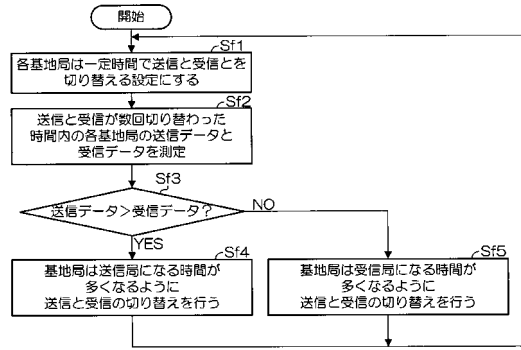 開始
Sf1
各基地局は一定時間で送信と受信とを
切り替える設定にする
Sf2
送信と受信が数回切り替わった
時間内の各基地局の送信データと
受信データを測定
Sf3
送信データ>受信データ?
NO
YES
Sf4
基地局は送信局になる時間が
多くなるように
送信と受信の切り替えを行う
Sf5
基地局は受信局になる時間が
多くなるように
送信と受信の切り替えを行う